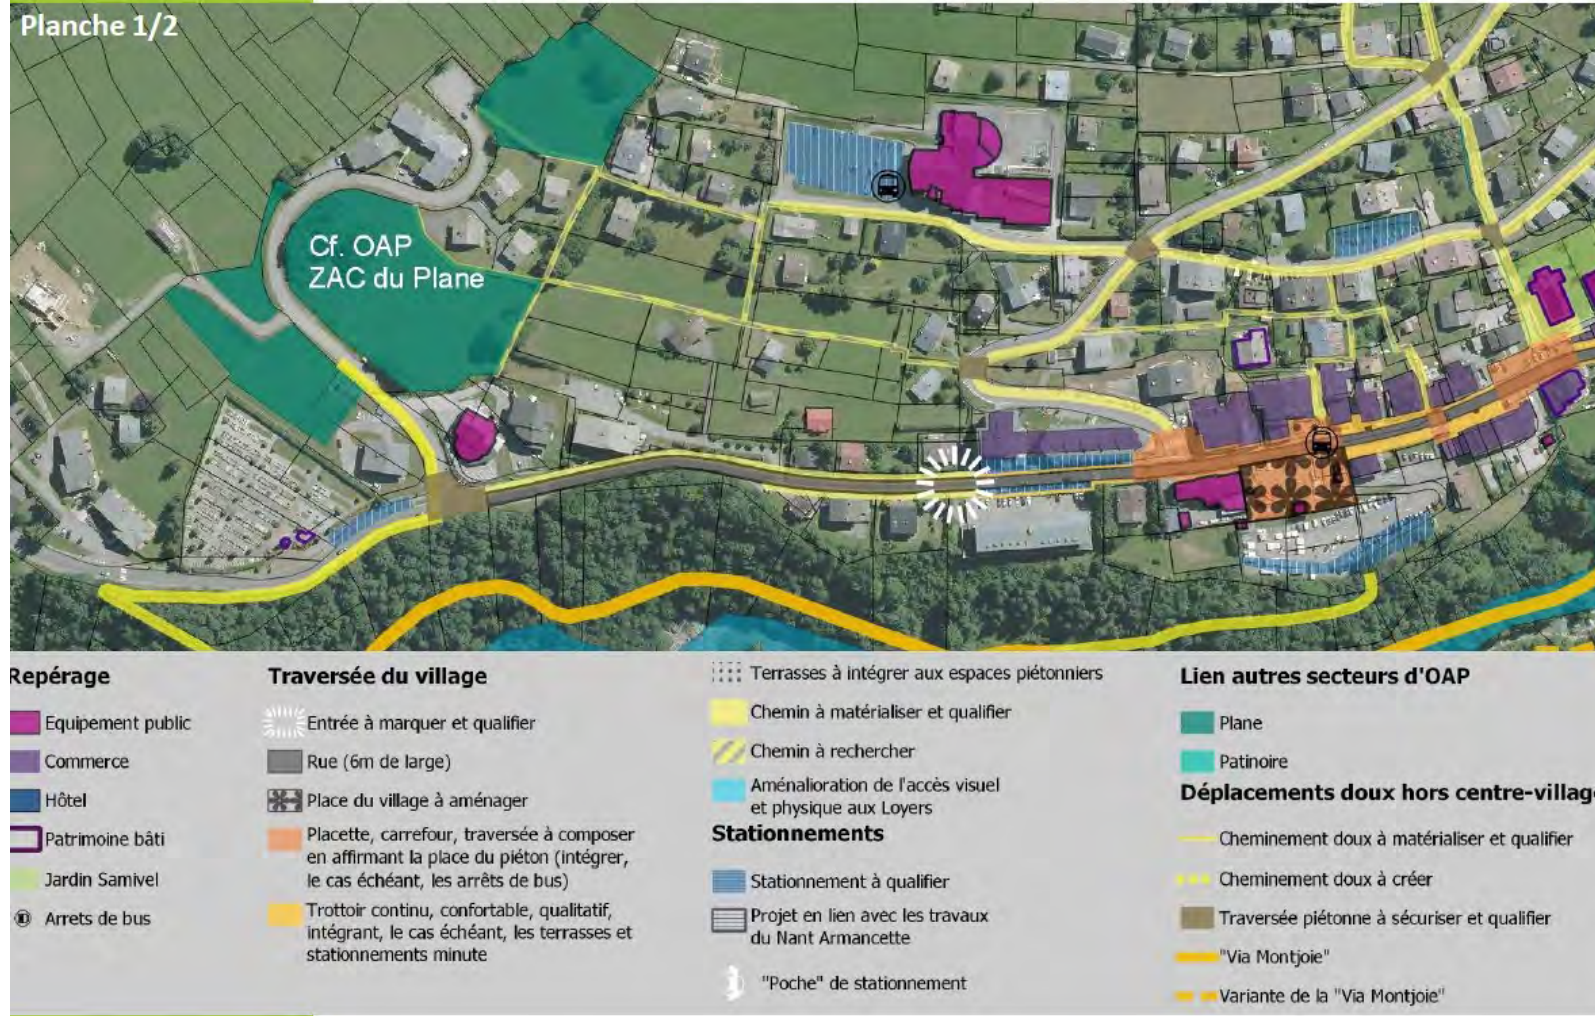 Planche 1/2
Cf. OAP
ZAC du Plane
Repérage
Equipement public
Commerce
Hôtel
Patrimoine bâti
Jardin Samivel
Arrets de bus
Traversée du village
Entrée à marquer et qualifier
Rue (6m de large)
Place du village à aménager
Placette, carrefour, traversée à composer
en affirmant la place du piéton (intégrer,
le cas échéant, les arrêts de bus)
Trottoir continu, confortable, qualitatif,
intégrant, le cas échéant, les terrasses et
stationnements minute
Terrasses à intégrer aux espaces piétonniers
Chemin à matérialiser et qualifier
Chemin à rechercher
Aménalioration de l'accès visuel
et physique aux Loyers
Stationnements
Stationnement à qualifier
Projet en lien avec les travaux
du Nant Armancette
"Poche" de stationnement
Lien autres secteurs d'OAP
Plane
Patinoire
Déplacements doux hors centre-village
Cheminement doux à matérialiser et qualifier
Cheminement doux à créer
Traversée piétonne à sécuriser et qualifier
"Via Montjoie"
Variante de la "Via Montjoie"